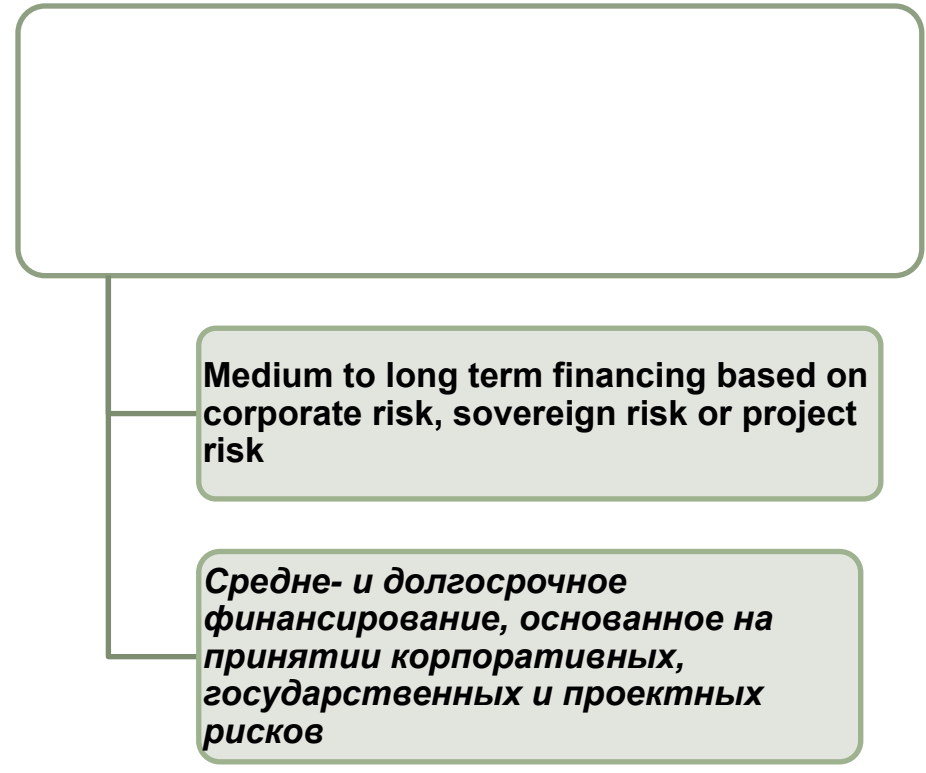 Medium to long term financing based on
corporate risk, sovereign risk or project
risk
Средне- и долгосрочное
финансирование, основанное на
принятии корпоративных,
государственных и проектных
рисков